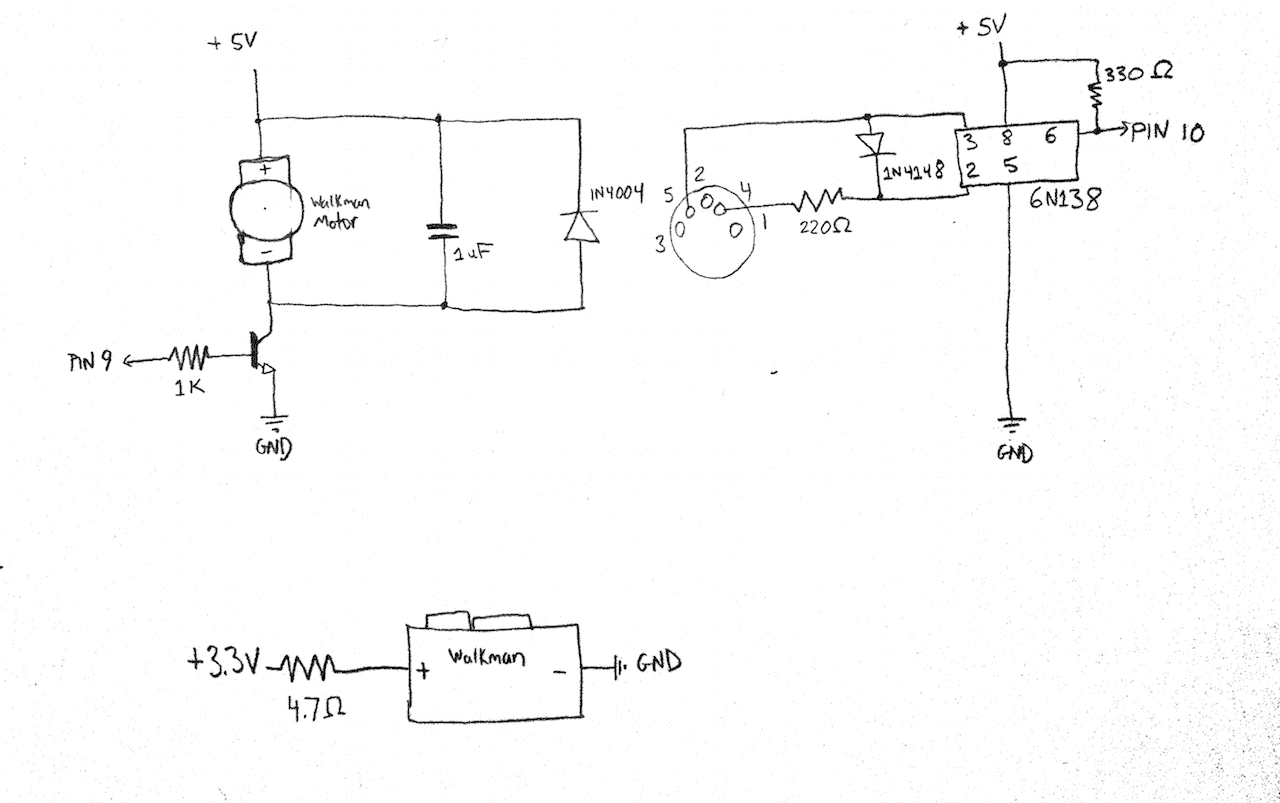 +5V
+
Walkman
Motor
-
1uF
1N4004
PIN 9
1K
GND
+5V
330Ω
PIN 10
3 8 6
2 5
6N138
1N4148
220Ω
5 2 4
3 1
GND
+3.3V
4.7Ω
+ Walkman -
GND